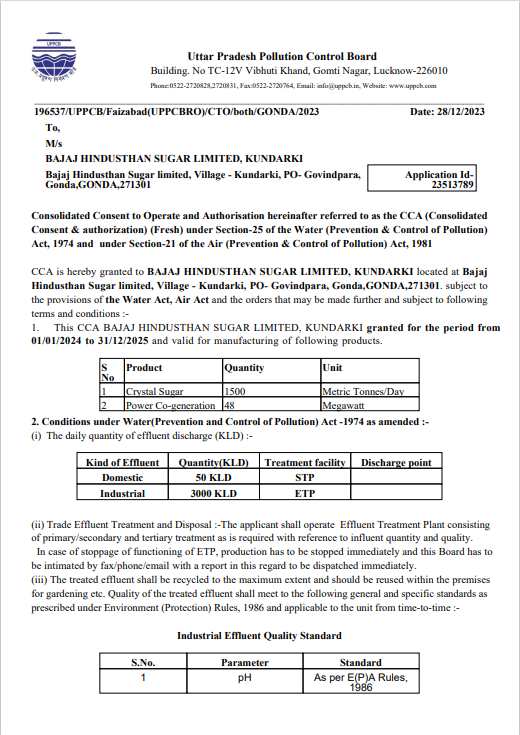 UPPCB
Uttar Pradesh Pollution Control Board
Building. No TC-12V Vibhuti Khand, Gomti Nagar, Lucknow-226010
Phone:0522-2720828,2720831, Fax:0522-2720764, Email: info@uppcb.in, Website: www.uppcb.com
196537/UPPCB/Faizabad(UPPCBRO)/CTO/both/GONDA/2023 Date: 28/12/2023
To,
M/s
BAJAJ HINDUSTHAN SUGAR LIMITED, KUNDARKI
Bajaj Hindusthan Sugar limited, Village - Kundarki, PO- Govindpara,
Gonda,GONDA,271301
Application Id-
23513789
Consolidated Consent to Operate and Authorisation hereinafter referred to as the CCA (Consolidated
Consent & authorization) (Fresh) under Section-25 of the Water (Prevention & Control of Pollution)
Act, 1974 and under Section-21 of the Air (Prevention & Control of Pollution) Act, 1981
CCA is hereby granted to BAJAJ HINDUSTHAN SUGAR LIMITED, KUNDARKI located at Bajaj
Hindusthan Sugar limited, Village - Kundarki, PO- Govindpara, Gonda,GONDA,271301. subject to
the provisions of the Water Act, Air Act and the orders that may be made further and subject to following
terms and conditions :-
1. This CCA BAJAJ HINDUSTHAN SUGAR LIMITED, KUNDARKI granted for the period from
01/01/2024 to 31/12/2025 and valid for manufacturing of following products.
S No Product Quantity Unit
1 Crystal Sugar 1500 Metric Tonnes/Day
2 Power Co-generation 48 Megawatt
2. Conditions under Water(Prevention and Control of Pollution) Act -1974 as amended :-
(i) The daily quantity of effluent discharge (KLD) :-
Kind of Effluent Quantity(KLD) Treatment facility Discharge point
Domestic 50 KLD STP
Industrial 3000 KLD ETP
(ii) Trade Effluent Treatment and Disposal :-The applicant shall operate Effluent Treatment Plant consisting
of primary/secondary and tertiary treatment as is required with reference to influent quantity and quality.
In case of stoppage of functioning of ETP, production has to be stopped immediately and this Board has to
be intimated by fax/phone/email with a report in this regard to be dispatched immediately.
(iii) The treated effluent shall be recycled to the maximum extent and should be reused within the premises
for gardening etc. Quality of the treated effluent shall meet to the following general and specific standards as
prescribed under Environment (Protection) Rules, 1986 and applicable to the unit from time-to-time :-
Industrial Effluent Quality Standard
S.No. Parameter Standard
1 pH As per E(P)A Rules,
1986